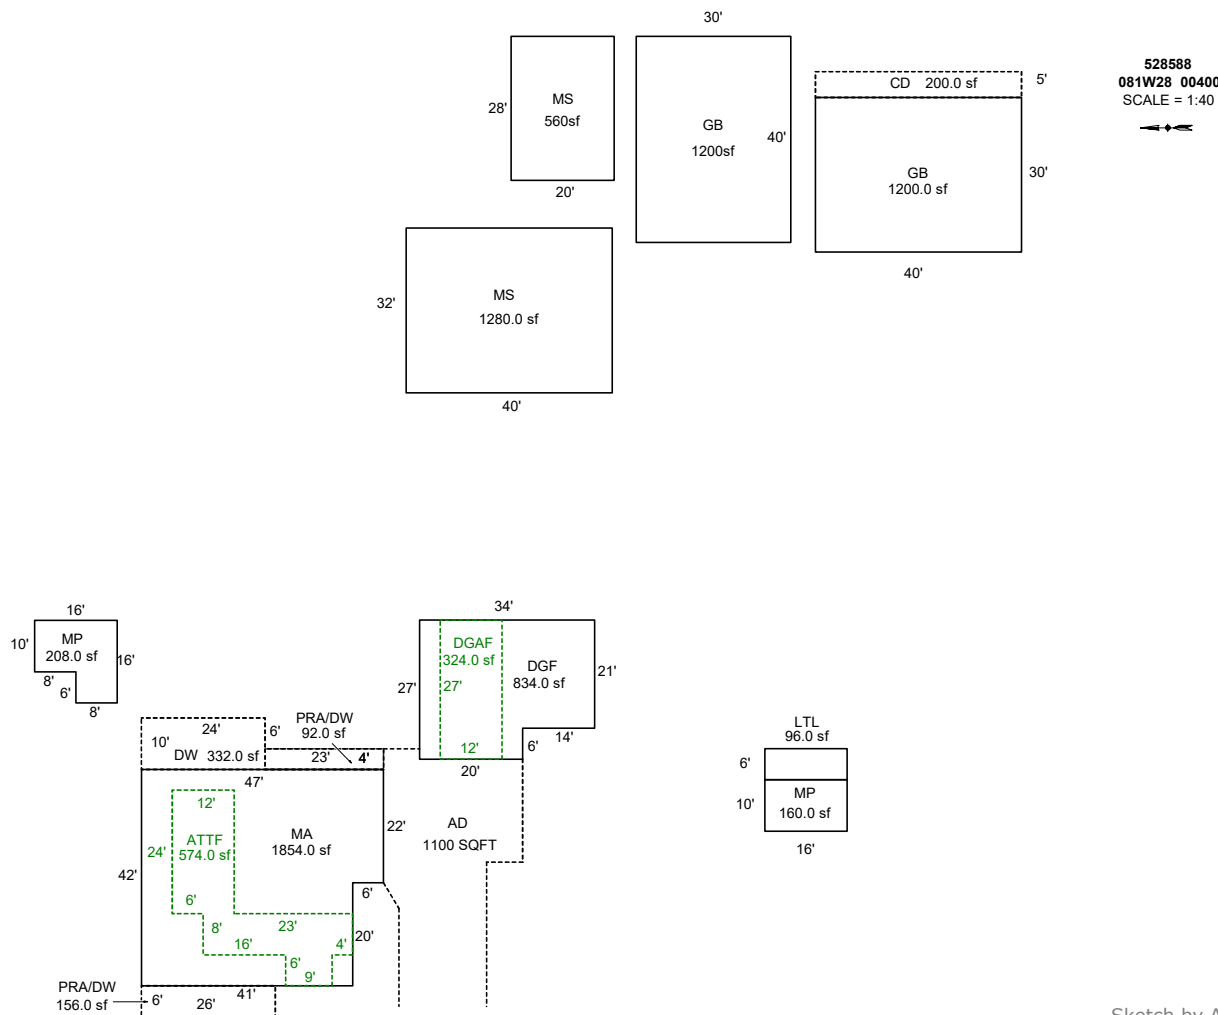 30'
528588
081W28 00400
SCALE = 1:40
5'
CD 200.0 sf
28'
MS
560sf
20'
GB
1200sf
40'
GB
1200.0 sf
30'
40'
32'
MS
1280.0 sf
40'
16'
10'
MP
208.0 sf
16'
8'
6'
8'
34'
DGAF
324.0 sf
27'
27'
DGF
834.0 sf
21'
14'
6'
12'
20'
PRA/DW
92.0 sf
24'
6'
10'
DW 332.0 sf
23'
4'
47'
12'
ATTF
574.0 sf
24'
MA
1854.0 sf
22'
42'
6'
6'
8'
23'
16'
4'
20'
6'
9'
AD
1100 SQFT
LTL
96.0 sf
6'
10'
MP
160.0 sf
16'
PRA/DW
156.0 sf
6'
26'
41'
Sketch by A